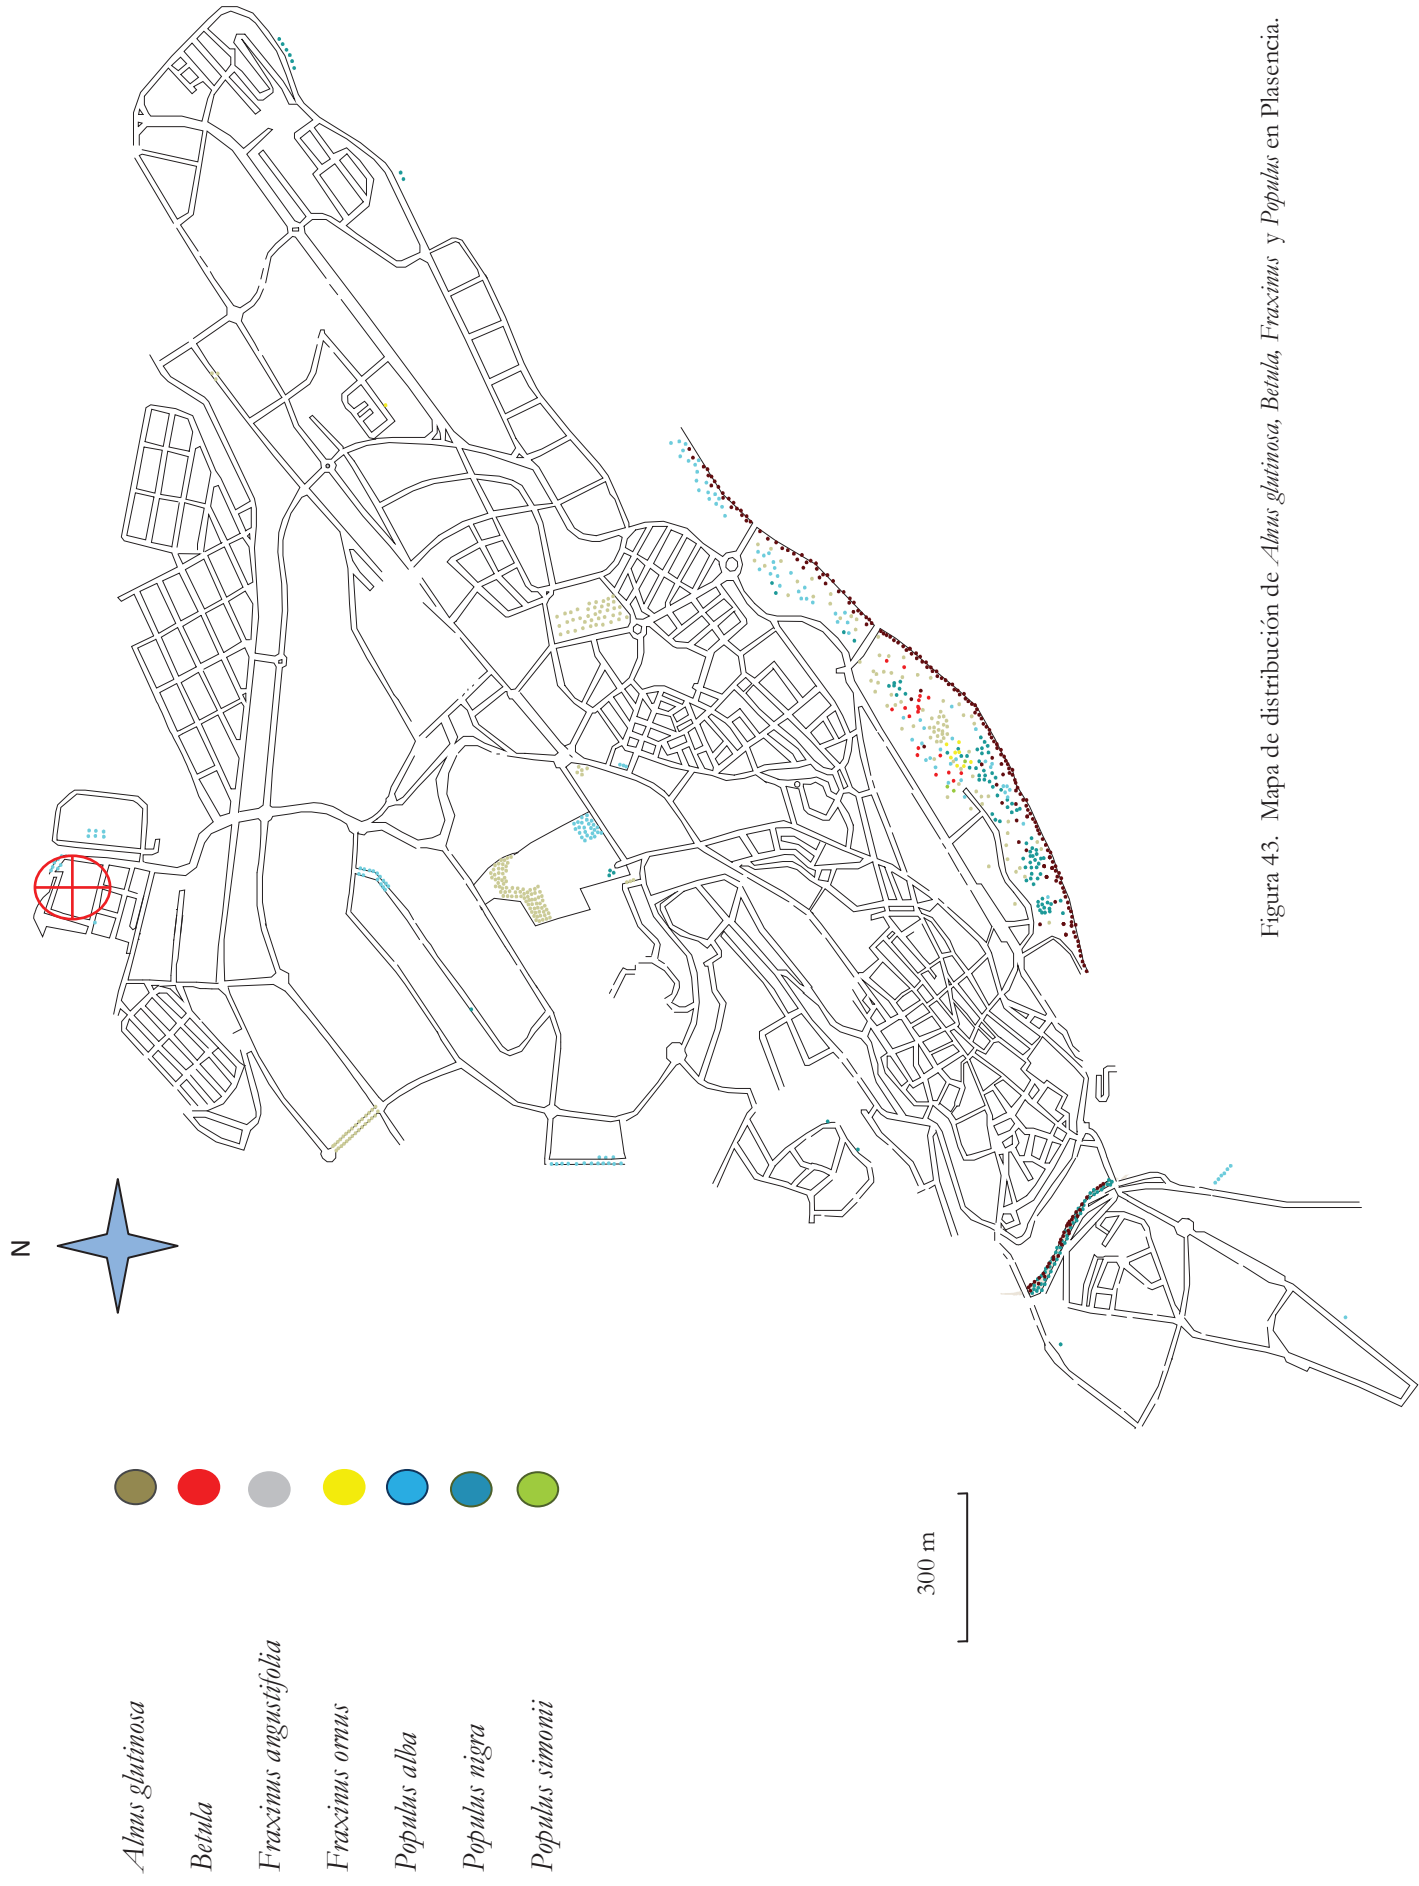 N
Alnus glutinosa
Betula
Fraxinus angustifolia
Fraxinus ornus
Populus alba
Populus nigra
Populus simonii
300 m
Figura 43. Mapa de distribución de Alnus glutinosa, Betula, Fraxinus y Populus en Plasencia.